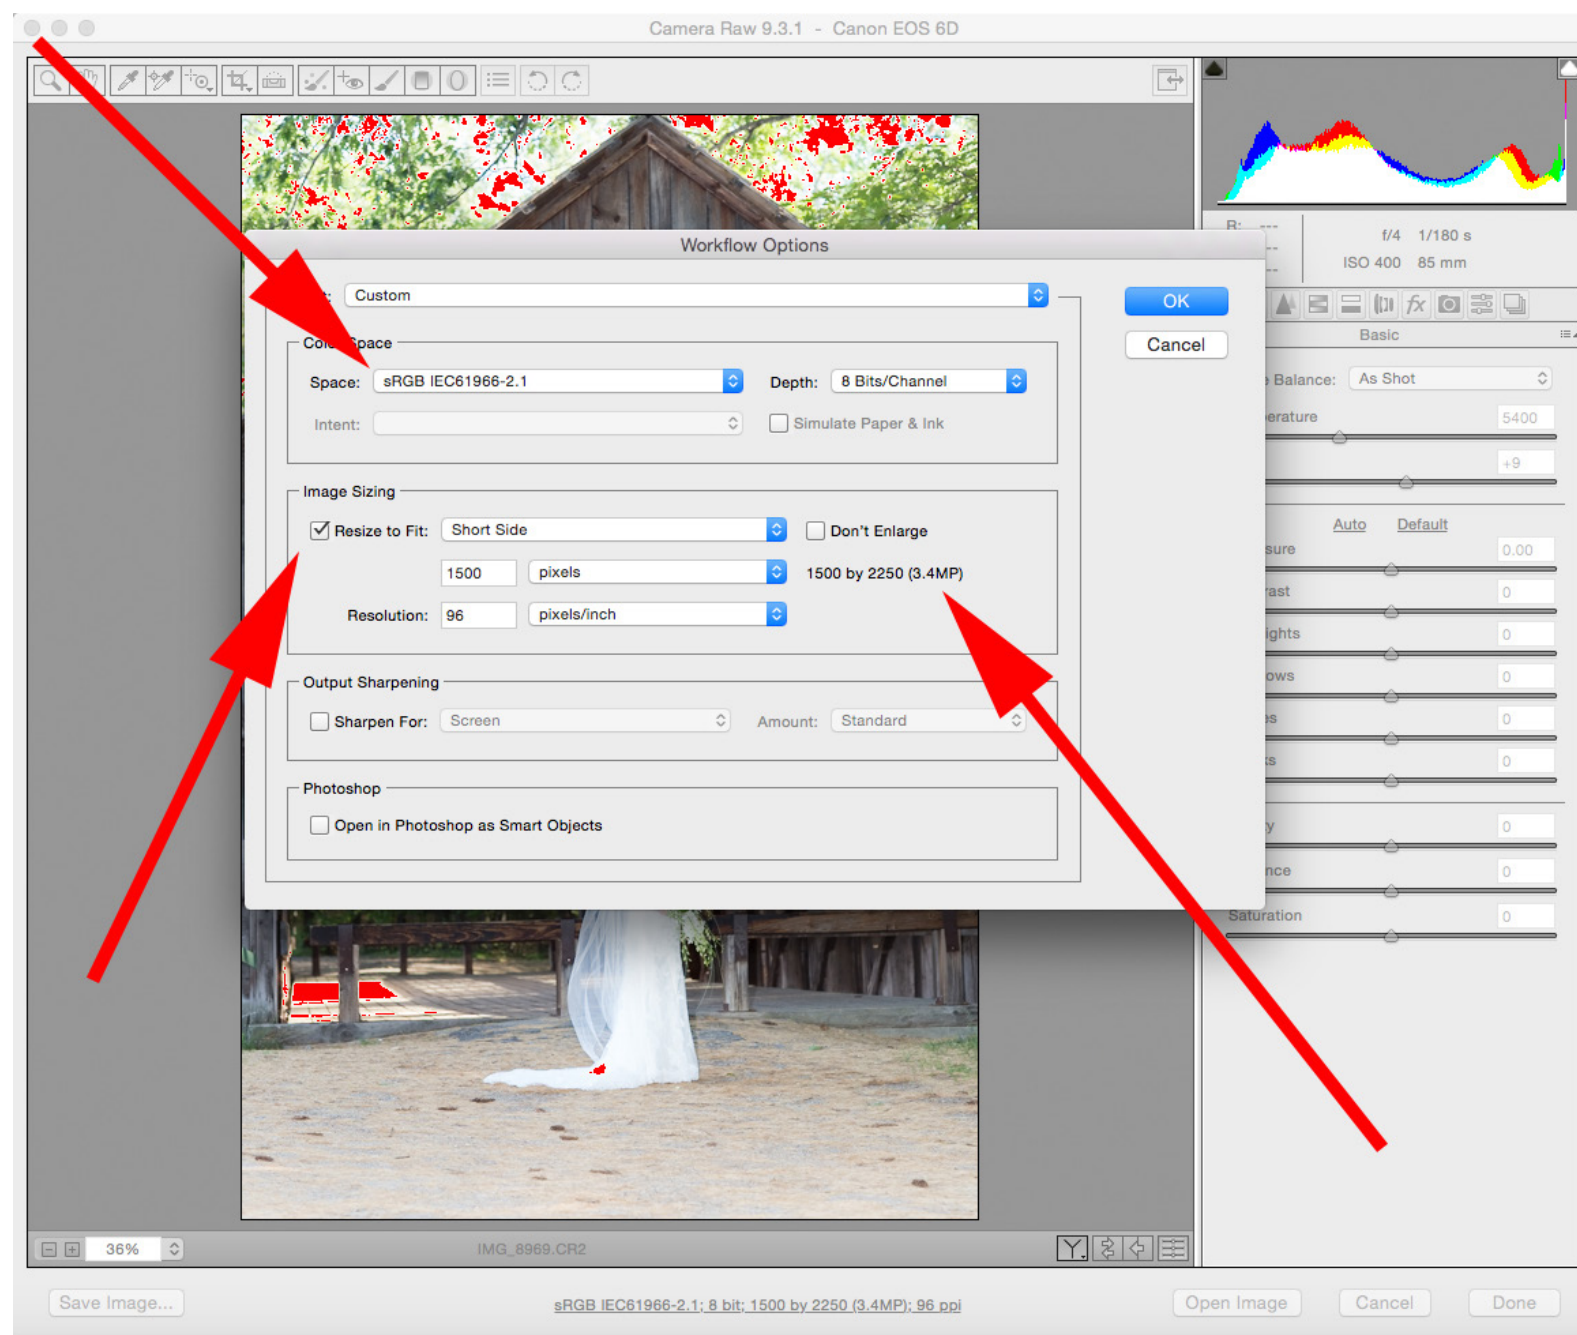 Camera Raw 9.3.1 - Canon EOS 6D
R: ---
f/4 1/180 s
ISO 400 85 mm
Workflow Options
Custom
OK
Cancel
Basic
Color Space
Space: sRGB IEC61966-2.1
Depth: 8 Bits/Channel
Balance: As Shot
Intent:
Simulate Paper & Ink
erature 5400
+9
Image Sizing
Resize to Fit: Short Side
Don't Enlarge
Auto Default
sure 0.00
1500 pixels
1500 by 2250 (3.4MP)
rast 0
Resolution: 96 pixels/inch
ights 0
Output Sharpening
ows 0
Sharpen For: Screen
Amount: Standard
es 0
ks 0
Photoshop
Open in Photoshop as Smart Objects
y 0
nce 0
Saturation 0
36%
IMG_8969.CR2
Save Image...
sRGB IEC61966-2.1; 8 bit; 1500 by 2250 (3.4MP); 96 ppi
Open Image
Cancel
Done